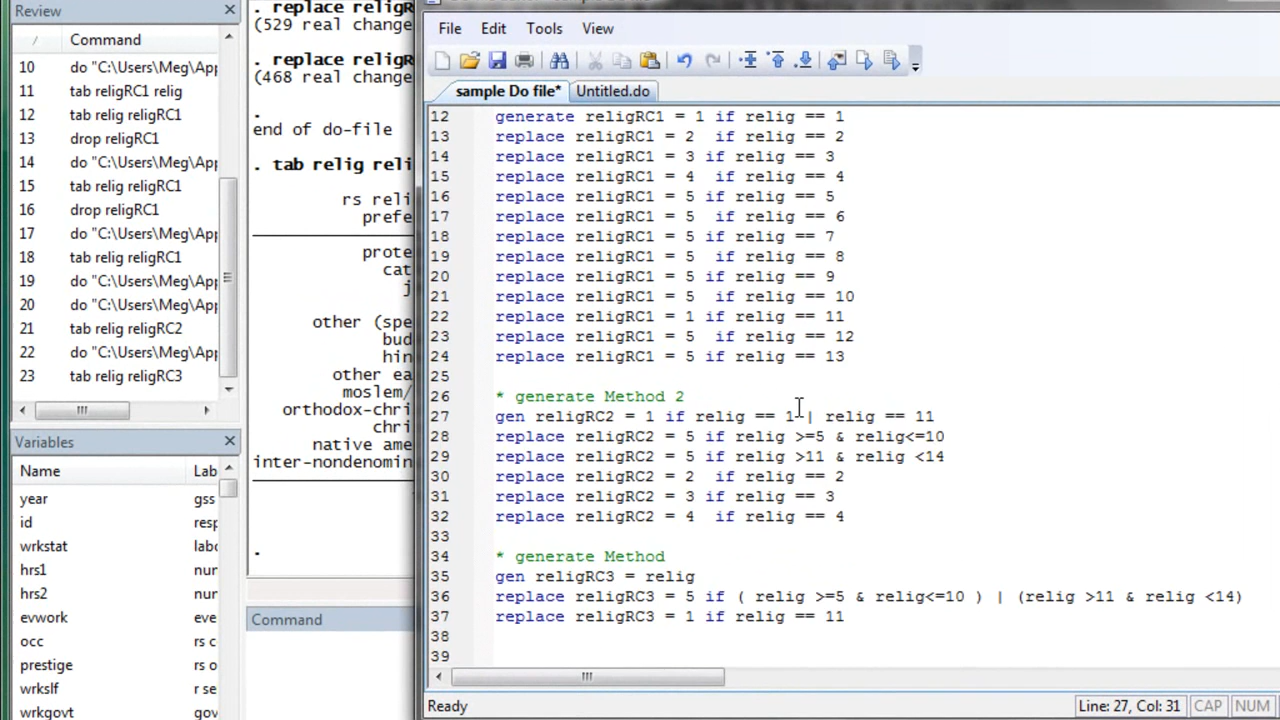 Review
/ Command
10 do "C:\Users\Meg\App
11 tab religRC1 relig
12 tab religRC1
13 drop religRC1
14 do "C:\Users\Meg\App
15 tab relig religRC1
16 drop religRC1
17 do "C:\Users\Meg\App
18 tab religRC1
19 do "C:\Users\Meg\App
20 do "C:\Users\Meg\App
21 tab relig religRC2
22 do "C:\Users\Meg\App
23 tab relig religRC3
Variables
Name Lab
year gss
id resp
wrkstat labo
hrs1 nur
hrs2 nur
evwork eve
occ rs c
prestige rs o
wrkslf r se
wrkgovt gov
. replace religR
(529 real change
. replace religR
(468 real change
.
end of do-file
. tab relig reli
rs reli
prefe
prote
cat
j
other (spe
bud
hin
other ea
moslem/
orthodox-chri
chri
native ame
inter-nondenomin
.
Command
File Edit Tools View
sample Do file* Untitled.do
12 generate religRC1 = 1 if relig == 1
13 replace religRC1 = 2 if relig == 2
14 replace religRC1 = 3 if relig == 3
15 replace religRC1 = 4 if relig == 4
16 replace religRC1 = 5 if relig == 5
17 replace religRC1 = 5 if relig == 6
18 replace religRC1 = 5 if relig == 7
19 replace religRC1 = 5 if relig == 8
20 replace religRC1 = 5 if relig == 9
21 replace religRC1 = 5 if relig == 10
22 replace religRC1 = 1 if relig == 11
23 replace religRC1 = 5 if relig == 12
24 replace religRC1 = 5 if relig == 13
25
26 * generate Method 2
27 gen religRC2 = 1 if relig == 1 | relig == 11
28 replace religRC2 = 5 if relig >=5 & relig<=10
29 replace religRC2 = 5 if relig >11 & relig <14
30 replace religRC2 = 2 if relig == 2
31 replace religRC2 = 3 if relig == 3
32 replace religRC2 = 4 if relig == 4
33
34 * generate Method
35 gen religRC3 = relig
36 replace religRC3 = 5 if ( relig >=5 & relig<=10 ) | (relig >11 & relig <14)
37 replace religRC3 = 1 if relig == 11
38
39
Ready Line: 27, Col: 31 CAP NUM